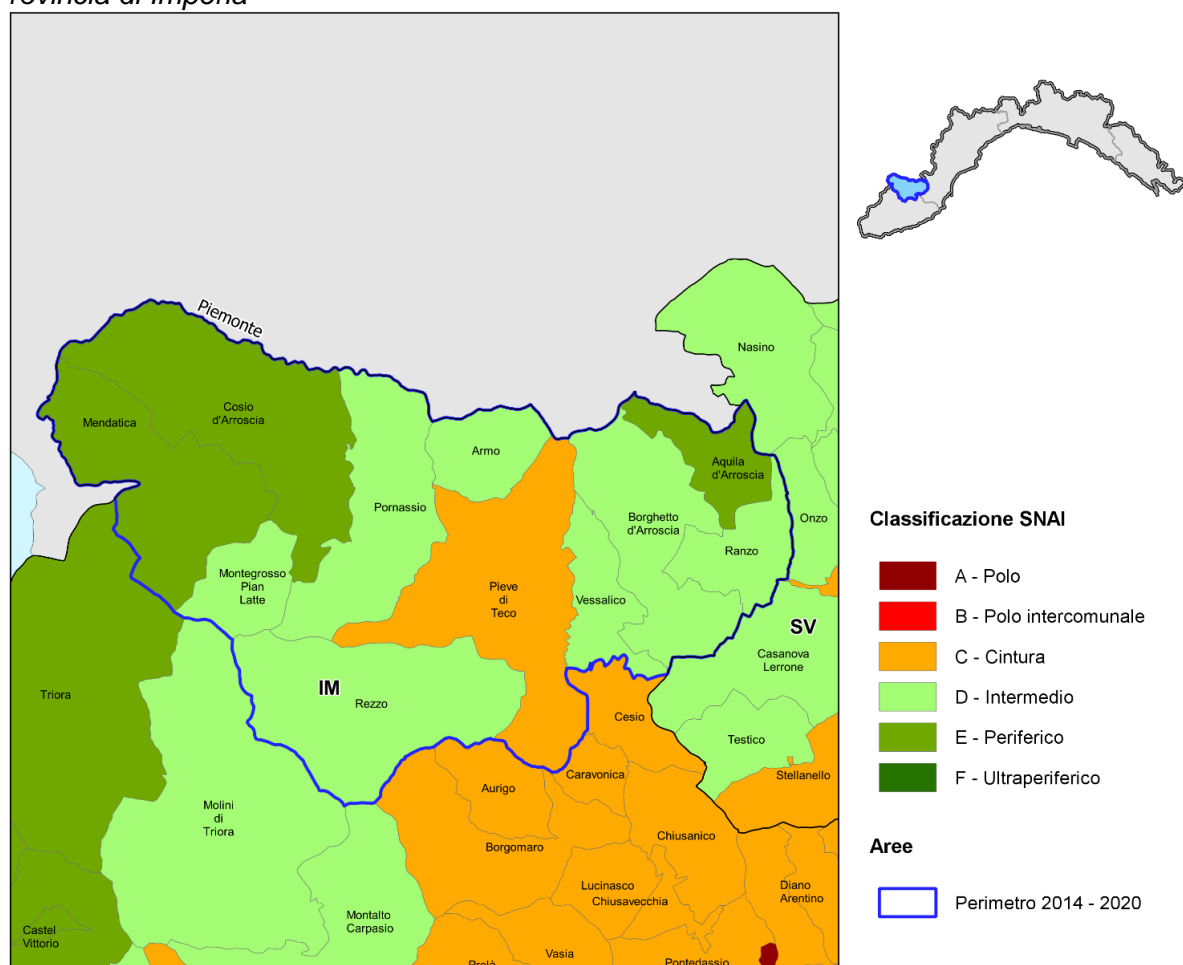 rovincia di Imperia
Piemonte
Nasino
Mendatica
Cosio
d'Arroscia
Armo
Aquila
d'Arroscia
Pornassio
Borghetto
d'Arroscia
Onzo
Ranzo
Montegrosso
Pian
Latte
Pieve
di
Teco
Vessalico
SV
Casanova
Lerrone
Triora
IM
Rezzo
Cesio
Testico
Caravonica
Stellanello
Aurigo
Molini
di
Triora
Chiusanico
Borgomaro
Lucinasco
Chiusavecchia
Diano
Arentino
Montalto
Carpasio
Castel
Vittorio
Vasia
Prelà
Pontedassio
Classificazione SNAI
A - Polo
B - Polo intercomunale
C - Cintura
D - Intermedio
E - Periferico
F - Ultraperiferico
Aree
Perimetro 2014 - 2020